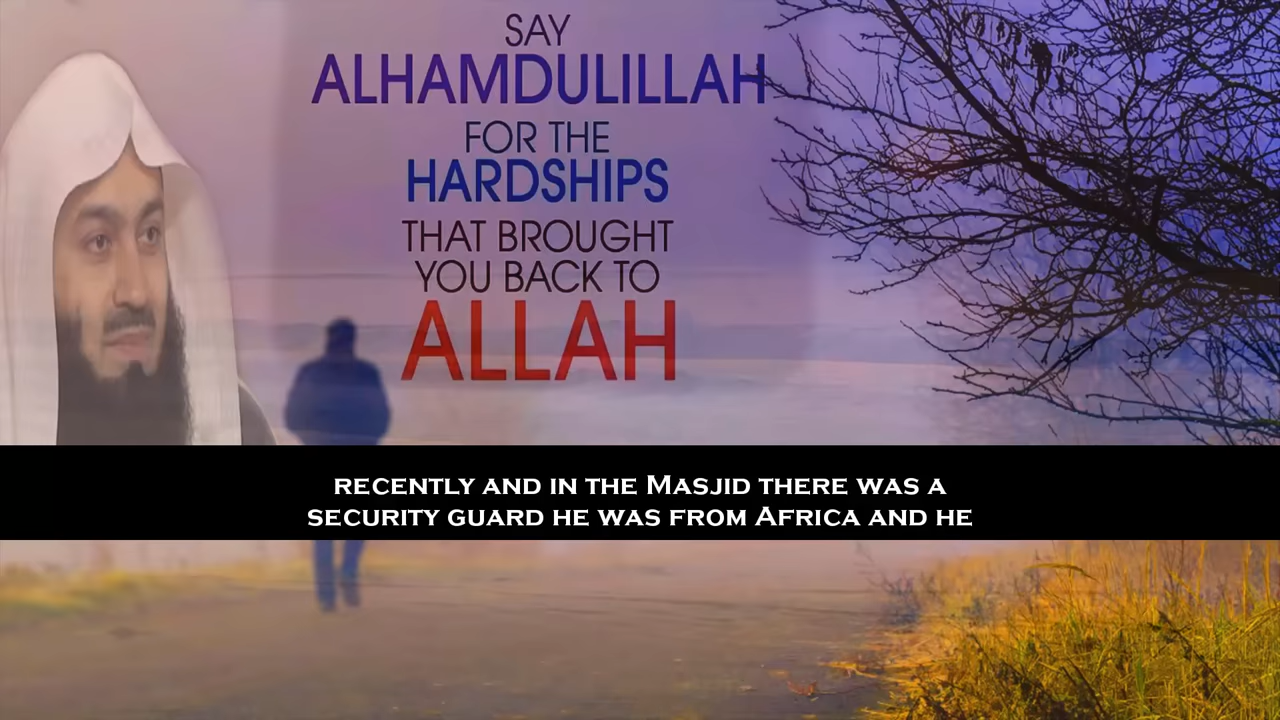 SAY
ALHAMDULILLAH
FOR THE
HARDSHIPS
THAT BROUGHT
YOU BACK TO
ALLAH
RECENTLY AND IN THE MASJID THERE WAS A
SECURITY GUARD HE WAS FROM AFRICA AND HE